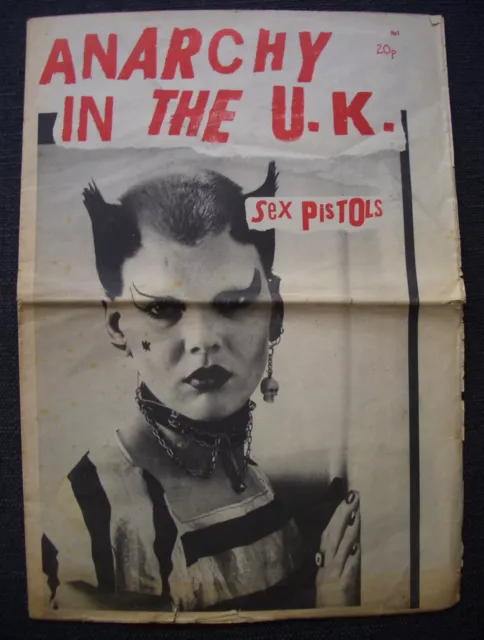 No1
20p
ANARCHY
IN THE U.K.
SEX PISTOLS